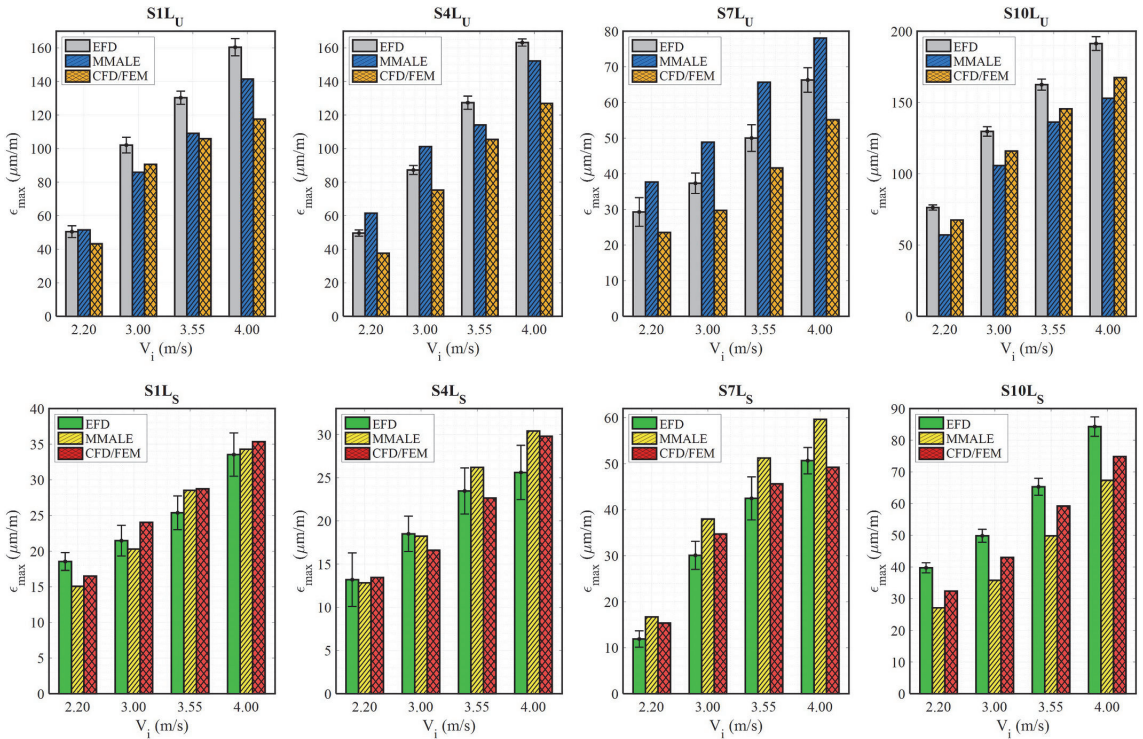 S1L_U
ϵ_max (μm/m)
160
140
120
100
80
60
40
20
0
EFD
MMALE
CFD/FEM
2.20 3.00 3.55 4.00
V_i (m/s)
S4L_U
ϵ_max (μm/m)
160
140
120
100
80
60
40
20
0
EFD
MMALE
CFD/FEM
2.20 3.00 3.55 4.00
V_i (m/s)
S7L_U
ϵ_max (μm/m)
80
70
60
50
40
30
20
10
0
EFD
MMALE
CFD/FEM
2.20 3.00 3.55 4.00
V_i (m/s)
S10L_U
ϵ_max (μm/m)
200
150
100
50
0
EFD
MMALE
CFD/FEM
2.20 3.00 3.55 4.00
V_i (m/s)
S1L_S
ϵ_max (μm/m)
40
35
30
25
20
15
10
5
0
EFD
MMALE
CFD/FEM
2.20 3.00 3.55 4.00
V_i (m/s)
S4L_S
ϵ_max (μm/m)
30
25
20
15
10
5
0
EFD
MMALE
CFD/FEM
2.20 3.00 3.55 4.00
V_i (m/s)
S7L_S
ϵ_max (μm/m)
60
50
40
30
20
10
0
EFD
MMALE
CFD/FEM
2.20 3.00 3.55 4.00
V_i (m/s)
S10L_S
ϵ_max (μm/m)
90
80
70
60
50
40
30
20
10
0
EFD
MMALE
CFD/FEM
2.20 3.00 3.55 4.00
V_i (m/s)